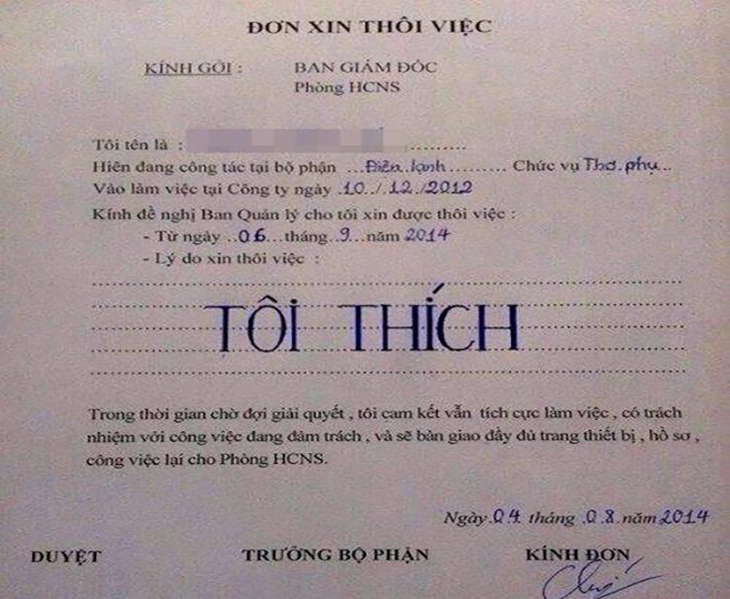 ĐƠN XIN THÔI VIỆC
KÍNH GỞI : BAN GIÁM ĐỐC
Phòng HCNS
Tôi tên là : ..........
Hiện đang công tác tại bộ phận ...Điện lạnh......... Chức vụ Thợ.phụ..
Vào làm việc tại Công ty ngày .10../.12../2012
Kính đề nghị Ban Quản lý cho tôi xin được thôi việc :
- Từ ngày ..06...tháng..9...năm 2014
- Lý do xin thôi việc :
TÔI THÍCH
Trong thời gian chờ đợi giải quyết , tôi cam kết vẫn tích cực làm việc , có trách
nhiệm với công việc đang đảm trách , và sẽ bàn giao đầy đủ trang thiết bị , hồ sơ ,
công việc lại cho Phòng HCNS.
Ngày.04. tháng .08.năm2014
DUYỆT TRƯỞNG BỘ PHẬN KÍNH ĐƠN